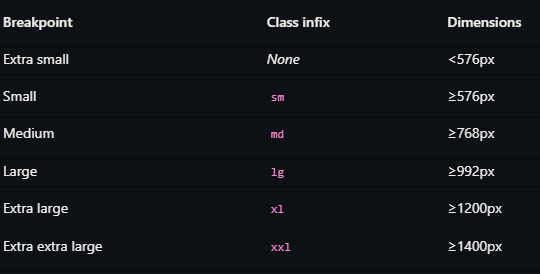 Breakpoint Class infix Dimensions
Extra small None <576px
Small sm ≥576px
Medium md ≥768px
Large lg ≥992px
Extra large xl ≥1200px
Extra extra large xxl ≥1400px